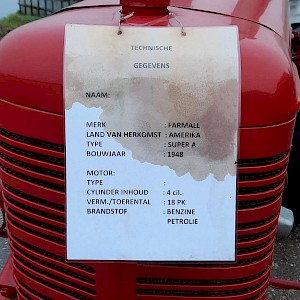 TECHNISCHE
GEGEVENS
NAAM:
MERK : FARMALL
LAND VAN HERKOMST : AMERIKA
TYPE : SUPER A
BOUWJAAR : 1948
MOTOR:
TYPE :
CYLINDER INHOUD : 4 cil.
VERM./TOERENTAL : 18 PK
BRANDSTOF : BENZINE
PETROLIE